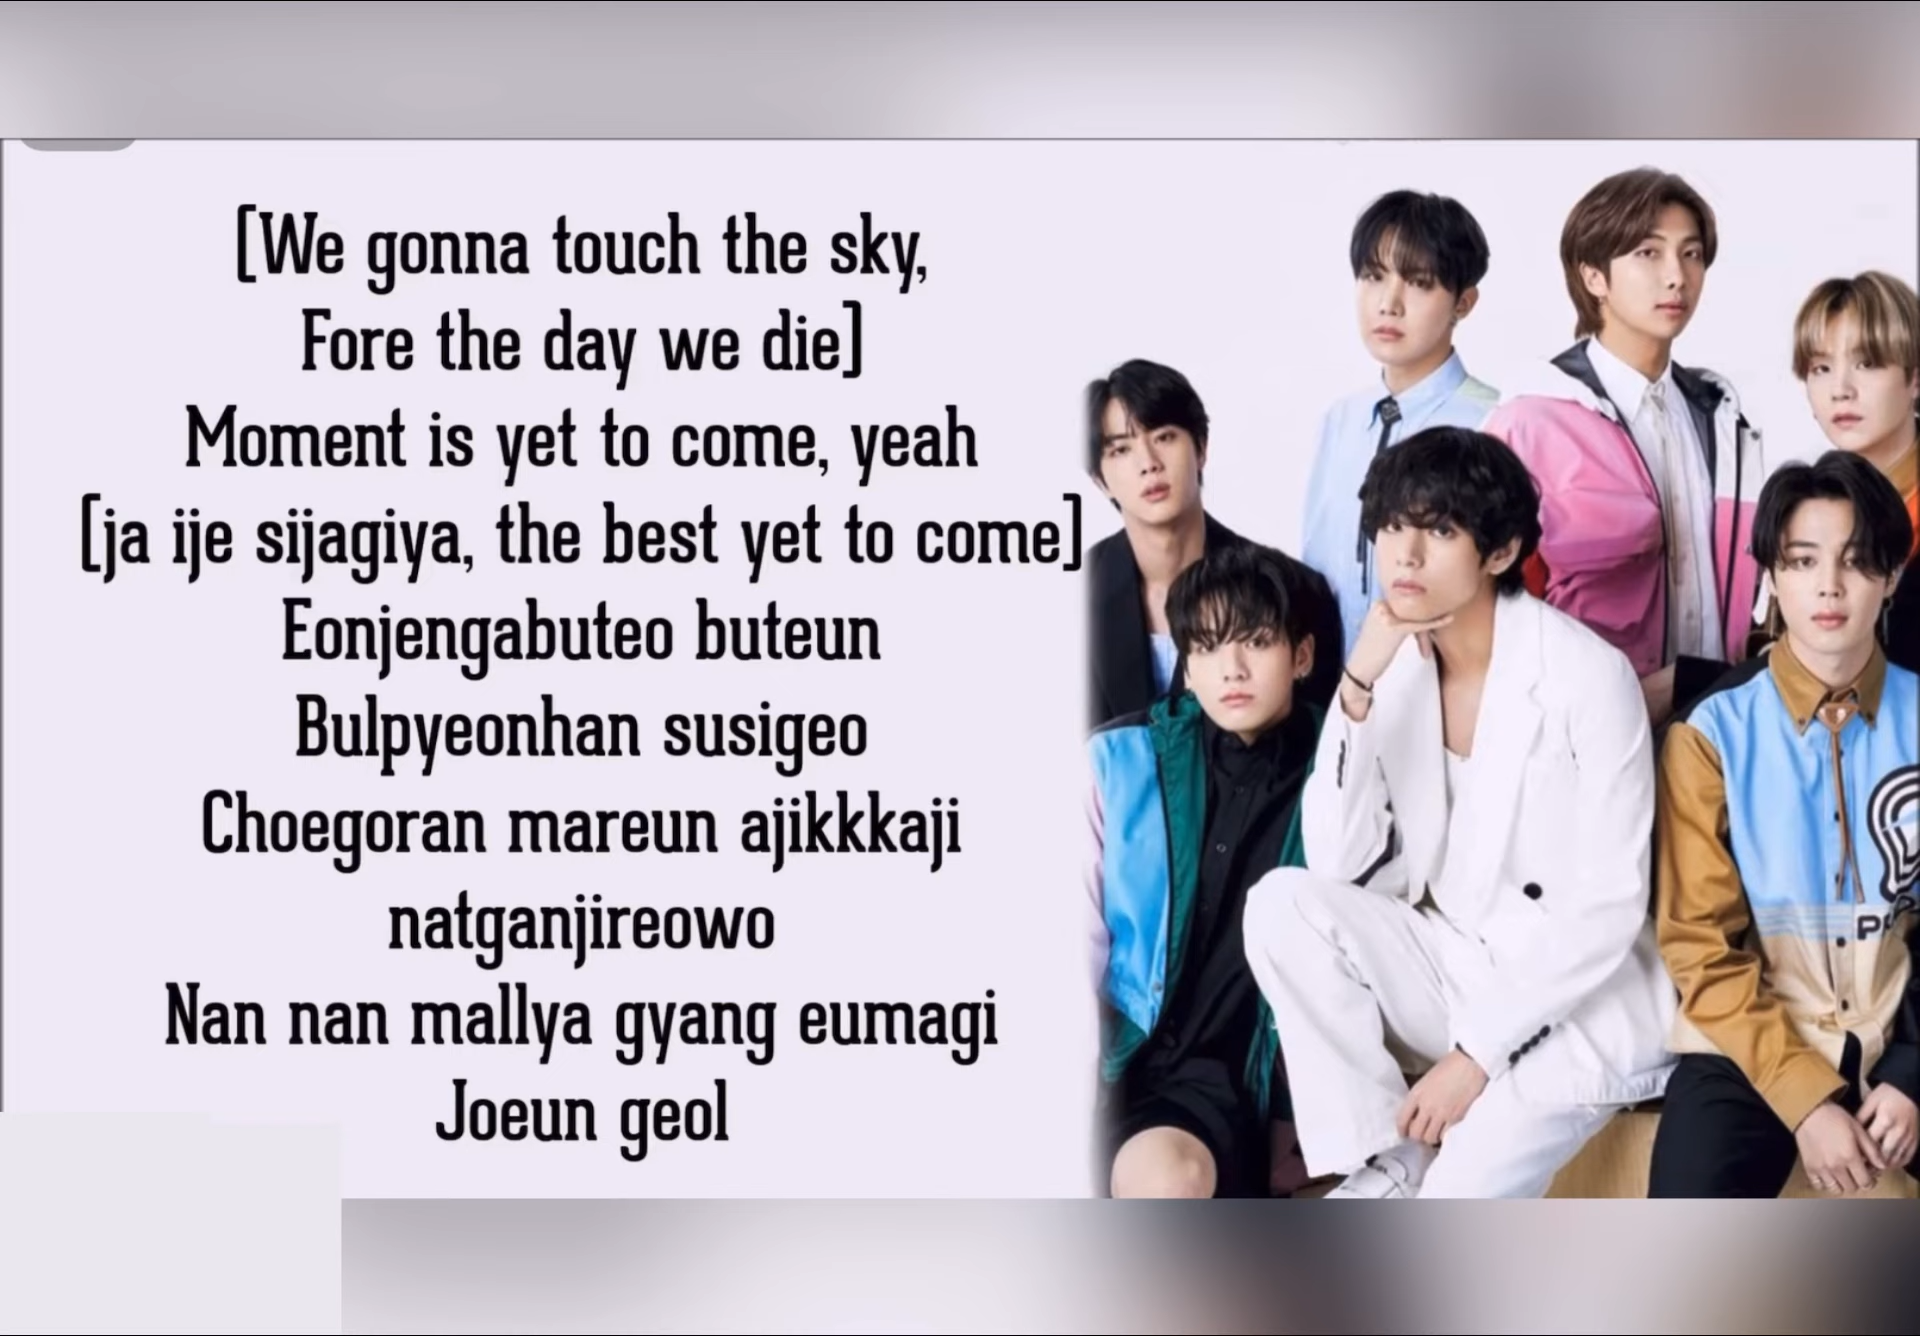 [We gonna touch the sky,
Fore the day we die]
Moment is yet to come, yeah
[ja ije sijagiya, the best yet to come]
Eonjengabuteo buteun
Bulpyeonhan susigeo
Choegoran mareun ajikkkaji
natganjireowo
Nan nan mallya gyang eumagi
Joeun geol